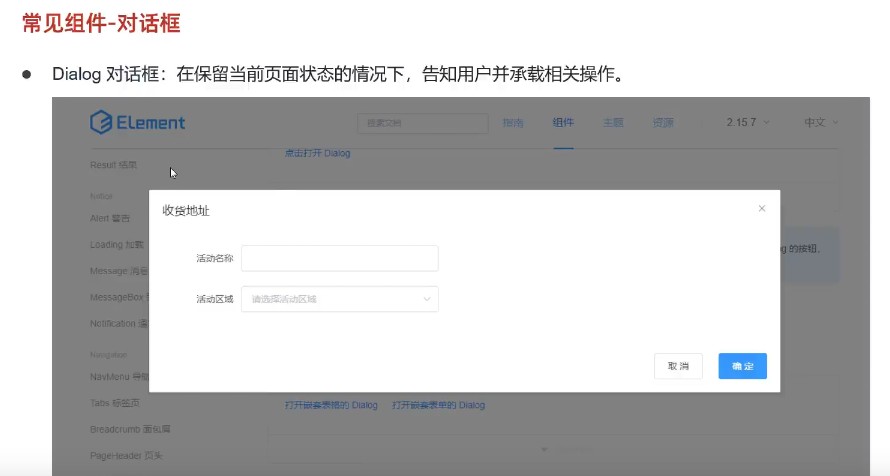 常见组件-对话框
● Dialog 对话框：在保留当前页面状态的情况下，告知用户并承载相关操作。
Element
搜索文档
指南
组件
主题
资源
2.15.7
中文
点击打开 Dialog
Result 结果
Notice
Alert 警告
Loading 加载
Message 消息
MessageBox
Notification 通
Navigation
NavMenu 导航
Tabs 标签页
Breadcrumb 面包屑
PageHeader 页头
收货地址
×
活动名称
活动区域
请选择活动区域
取消
确定
的按钮。
打开嵌套表格的 Dialog
打开嵌套表单的 Dialog